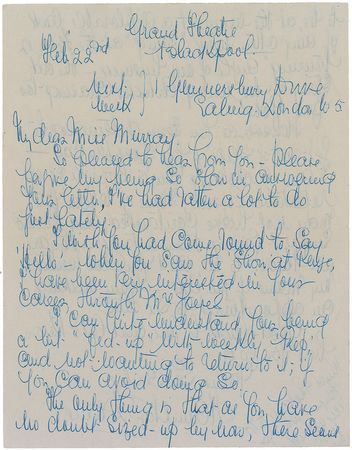 Grand Theatre
Feb 22nd Blackpool.
Next week } 1 Gunnersbury Drive
Ealing. London W 5
My dear Miss Murray.
So pleased to hear from you - please
forgive my being so slow in answering
your letter, I've had rather a lot to do
just lately.
I wish you had come round to say
"Hello" - when you saw the show at
have been very interested in your
career through Mr
I can quite understand your being
a bit "fed-up" with weekly "Rep"
and not wanting to return to it, if
you can avoid doing so.
The only thing is that as you have
no doubt sized-up by now, there seems